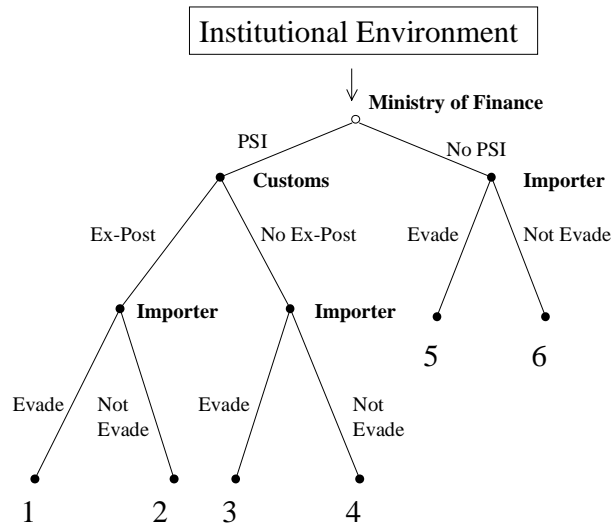 Institutional Environment
Ministry of Finance
PSI
No PSI
Customs
Importer
Ex-Post
No Ex-Post
Evade
Not Evade
Importer
Importer
5
6
Evade
Not
Evade
Evade
Not
Evade
1
2
3
4